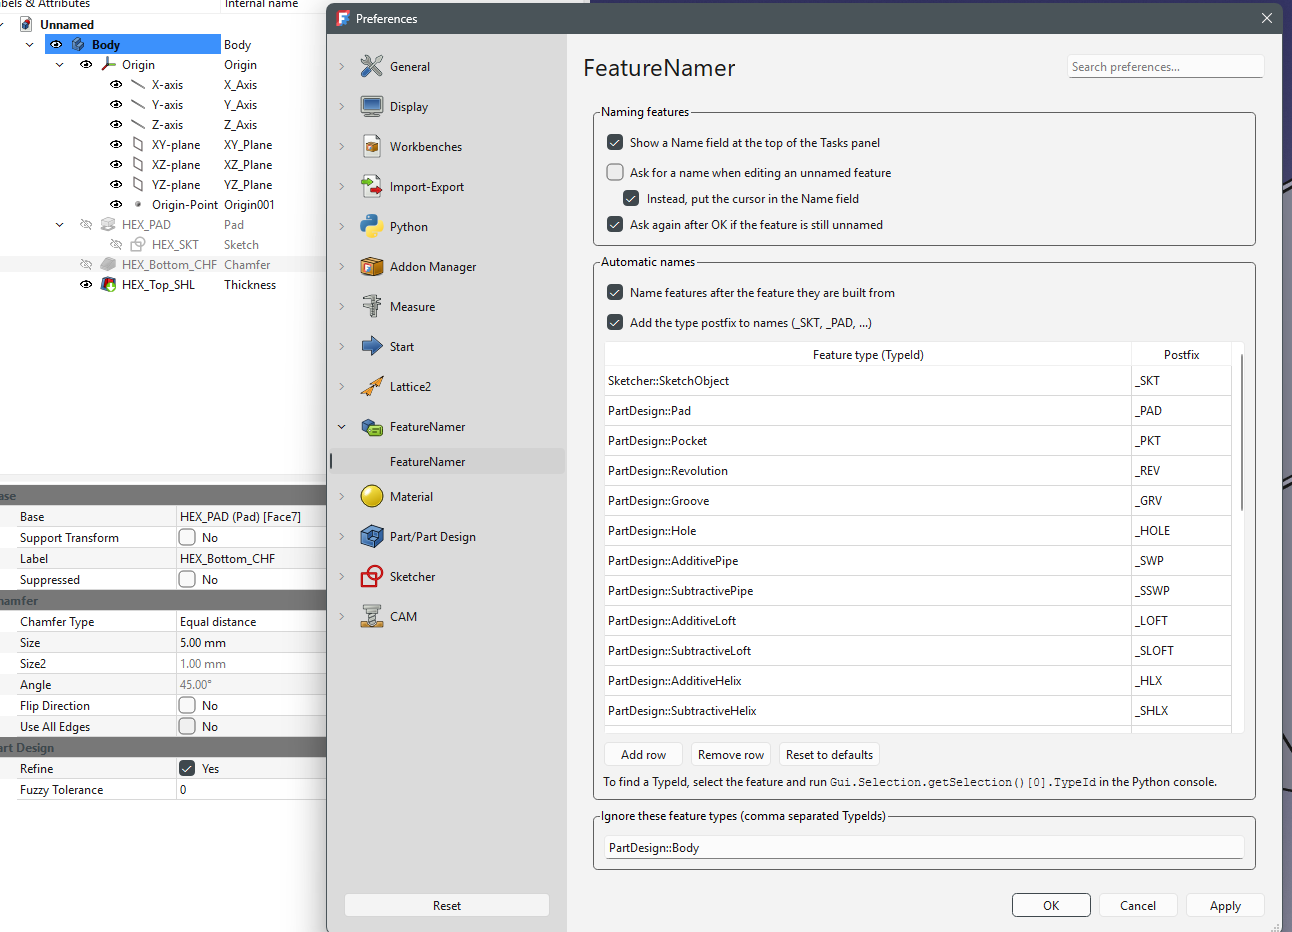 Labels & Attributes Internal name
Unnamed
Body Body
Origin Origin
X-axis X_Axis
Y-axis Y_Axis
Z-axis Z_Axis
XY-plane XY_Plane
XZ-plane XZ_Plane
YZ-plane YZ_Plane
Origin-Point Origin001
HEX_PAD Pad
HEX_SKT Sketch
HEX_Bottom_CHF Chamfer
HEX_Top_SHL Thickness
ase
Base HEX_PAD (Pad) [Face7]
Support Transform No
Label HEX_Bottom_CHF
Suppressed No
hamfer
Chamfer Type Equal distance
Size 5.00 mm
Size2 1.00 mm
Angle 45.00°
Flip Direction No
Use All Edges No
art Design
Refine Yes
Fuzzy Tolerance 0
Preferences
General
Display
Workbenches
Import-Export
Python
Addon Manager
Measure
Start
Lattice2
FeatureNamer
FeatureNamer
Material
Part/Part Design
Sketcher
CAM
Reset
FeatureNamer
Search preferences...
Naming features
Show a Name field at the top of the Tasks panel
Ask for a name when editing an unnamed feature
Instead, put the cursor in the Name field
Ask again after OK if the feature is still unnamed
Automatic names
Name features after the feature they are built from
Add the type postfix to names (_SKT, _PAD, ...)
Feature type (TypeId) Postfix
Sketcher::SketchObject _SKT
PartDesign::Pad _PAD
PartDesign::Pocket _PKT
PartDesign::Revolution _REV
PartDesign::Groove _GRV
PartDesign::Hole _HOLE
PartDesign::AdditivePipe _SWP
PartDesign::SubtractivePipe _SSWP
PartDesign::AdditiveLoft _LOFT
PartDesign::SubtractiveLoft _SLOFT
PartDesign::AdditiveHelix _HLX
PartDesign::SubtractiveHelix _SHLX
Add row Remove row Reset to defaults
To find a TypeId, select the feature and run Gui.Selection.getSelection()[0].TypeId in the Python console.
Ignore these feature types (comma separated TypeIds)
PartDesign::Body
OK Cancel Apply